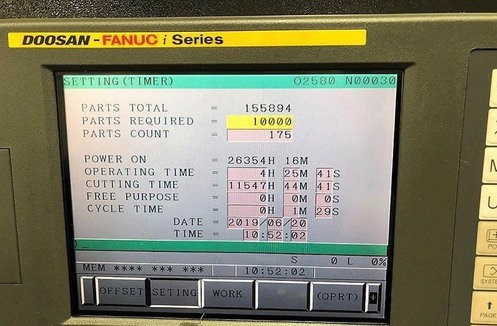 DOOSAN - FANUC i Series
SETTING(TIMER) O2580 N00030
PARTS TOTAL = 155894
PARTS REQUIRED = 10000
PARTS COUNT = 175
POWER ON = 26354H 16M
OPERATING TIME = 4H 25M 41S
CUTTING TIME = 11547H 44M 41S
FREE PURPOSE = 0H 0M 0S
CYCLE TIME = 0H 1M 29S
DATE = 2019/06/20
TIME = 10:52:02
S 0 L 0%
MEM **** *** *** 10:52:02
OFFSET SETING WORK (OPRT)
PAGE